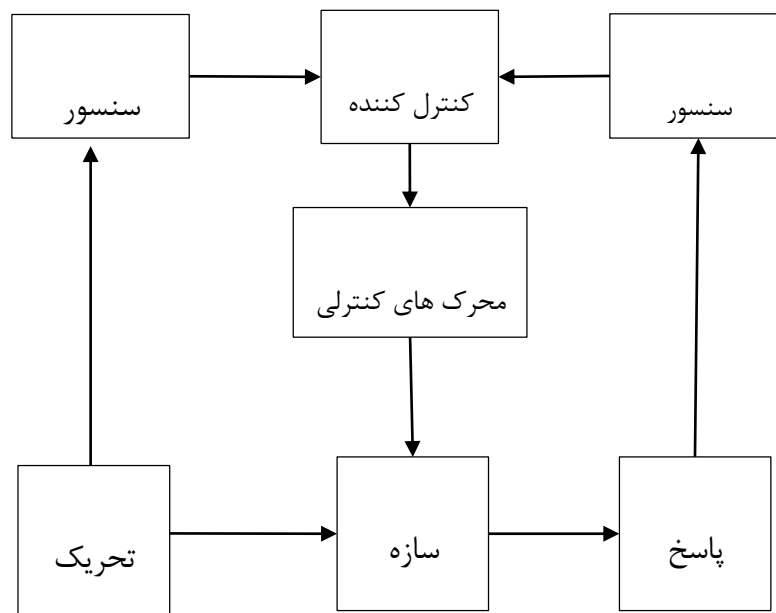 سنسور
کنترل کننده
سنسور
محرک های کنترلی
پاسخ
سازه
تحریک